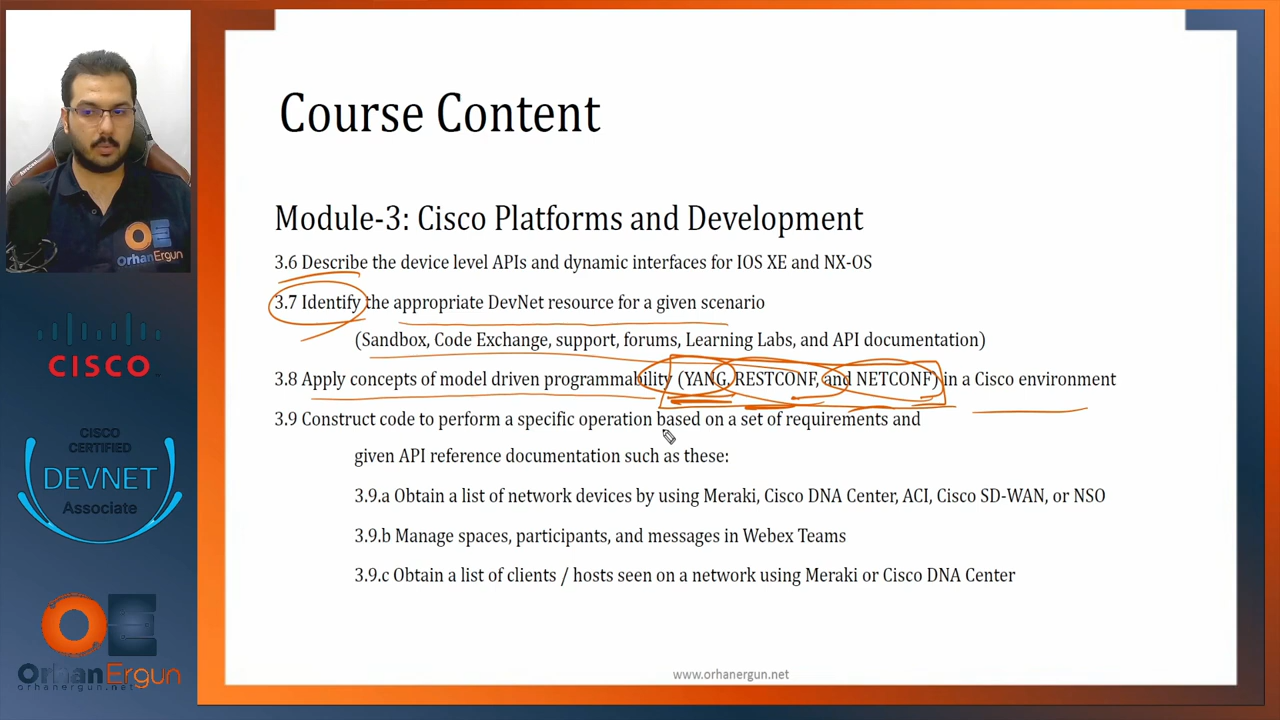 Course Content
Module-3: Cisco Platforms and Development
3.6 Describe the device level APIs and dynamic interfaces for IOS XE and NX-OS
3.7 Identify the appropriate DevNet resource for a given scenario
(Sandbox, Code Exchange, support, forums, Learning Labs, and API documentation)
3.8 Apply concepts of model driven programmability (YANG, RESTCONF, and NETCONF) in a Cisco environment
3.9 Construct code to perform a specific operation based on a set of requirements and
given API reference documentation such as these:
3.9.a Obtain a list of network devices by using Meraki, Cisco DNA Center, ACI, Cisco SD-WAN, or NSO
3.9.b Manage spaces, participants, and messages in Webex Teams
3.9.c Obtain a list of clients / hosts seen on a network using Meraki or Cisco DNA Center
www.orhanergun.net
OE
OrhanErgun
CISCO
CISCO
CERTIFIED
DEVNET
Associate
OE
OrhanErgun
orhanergun.net